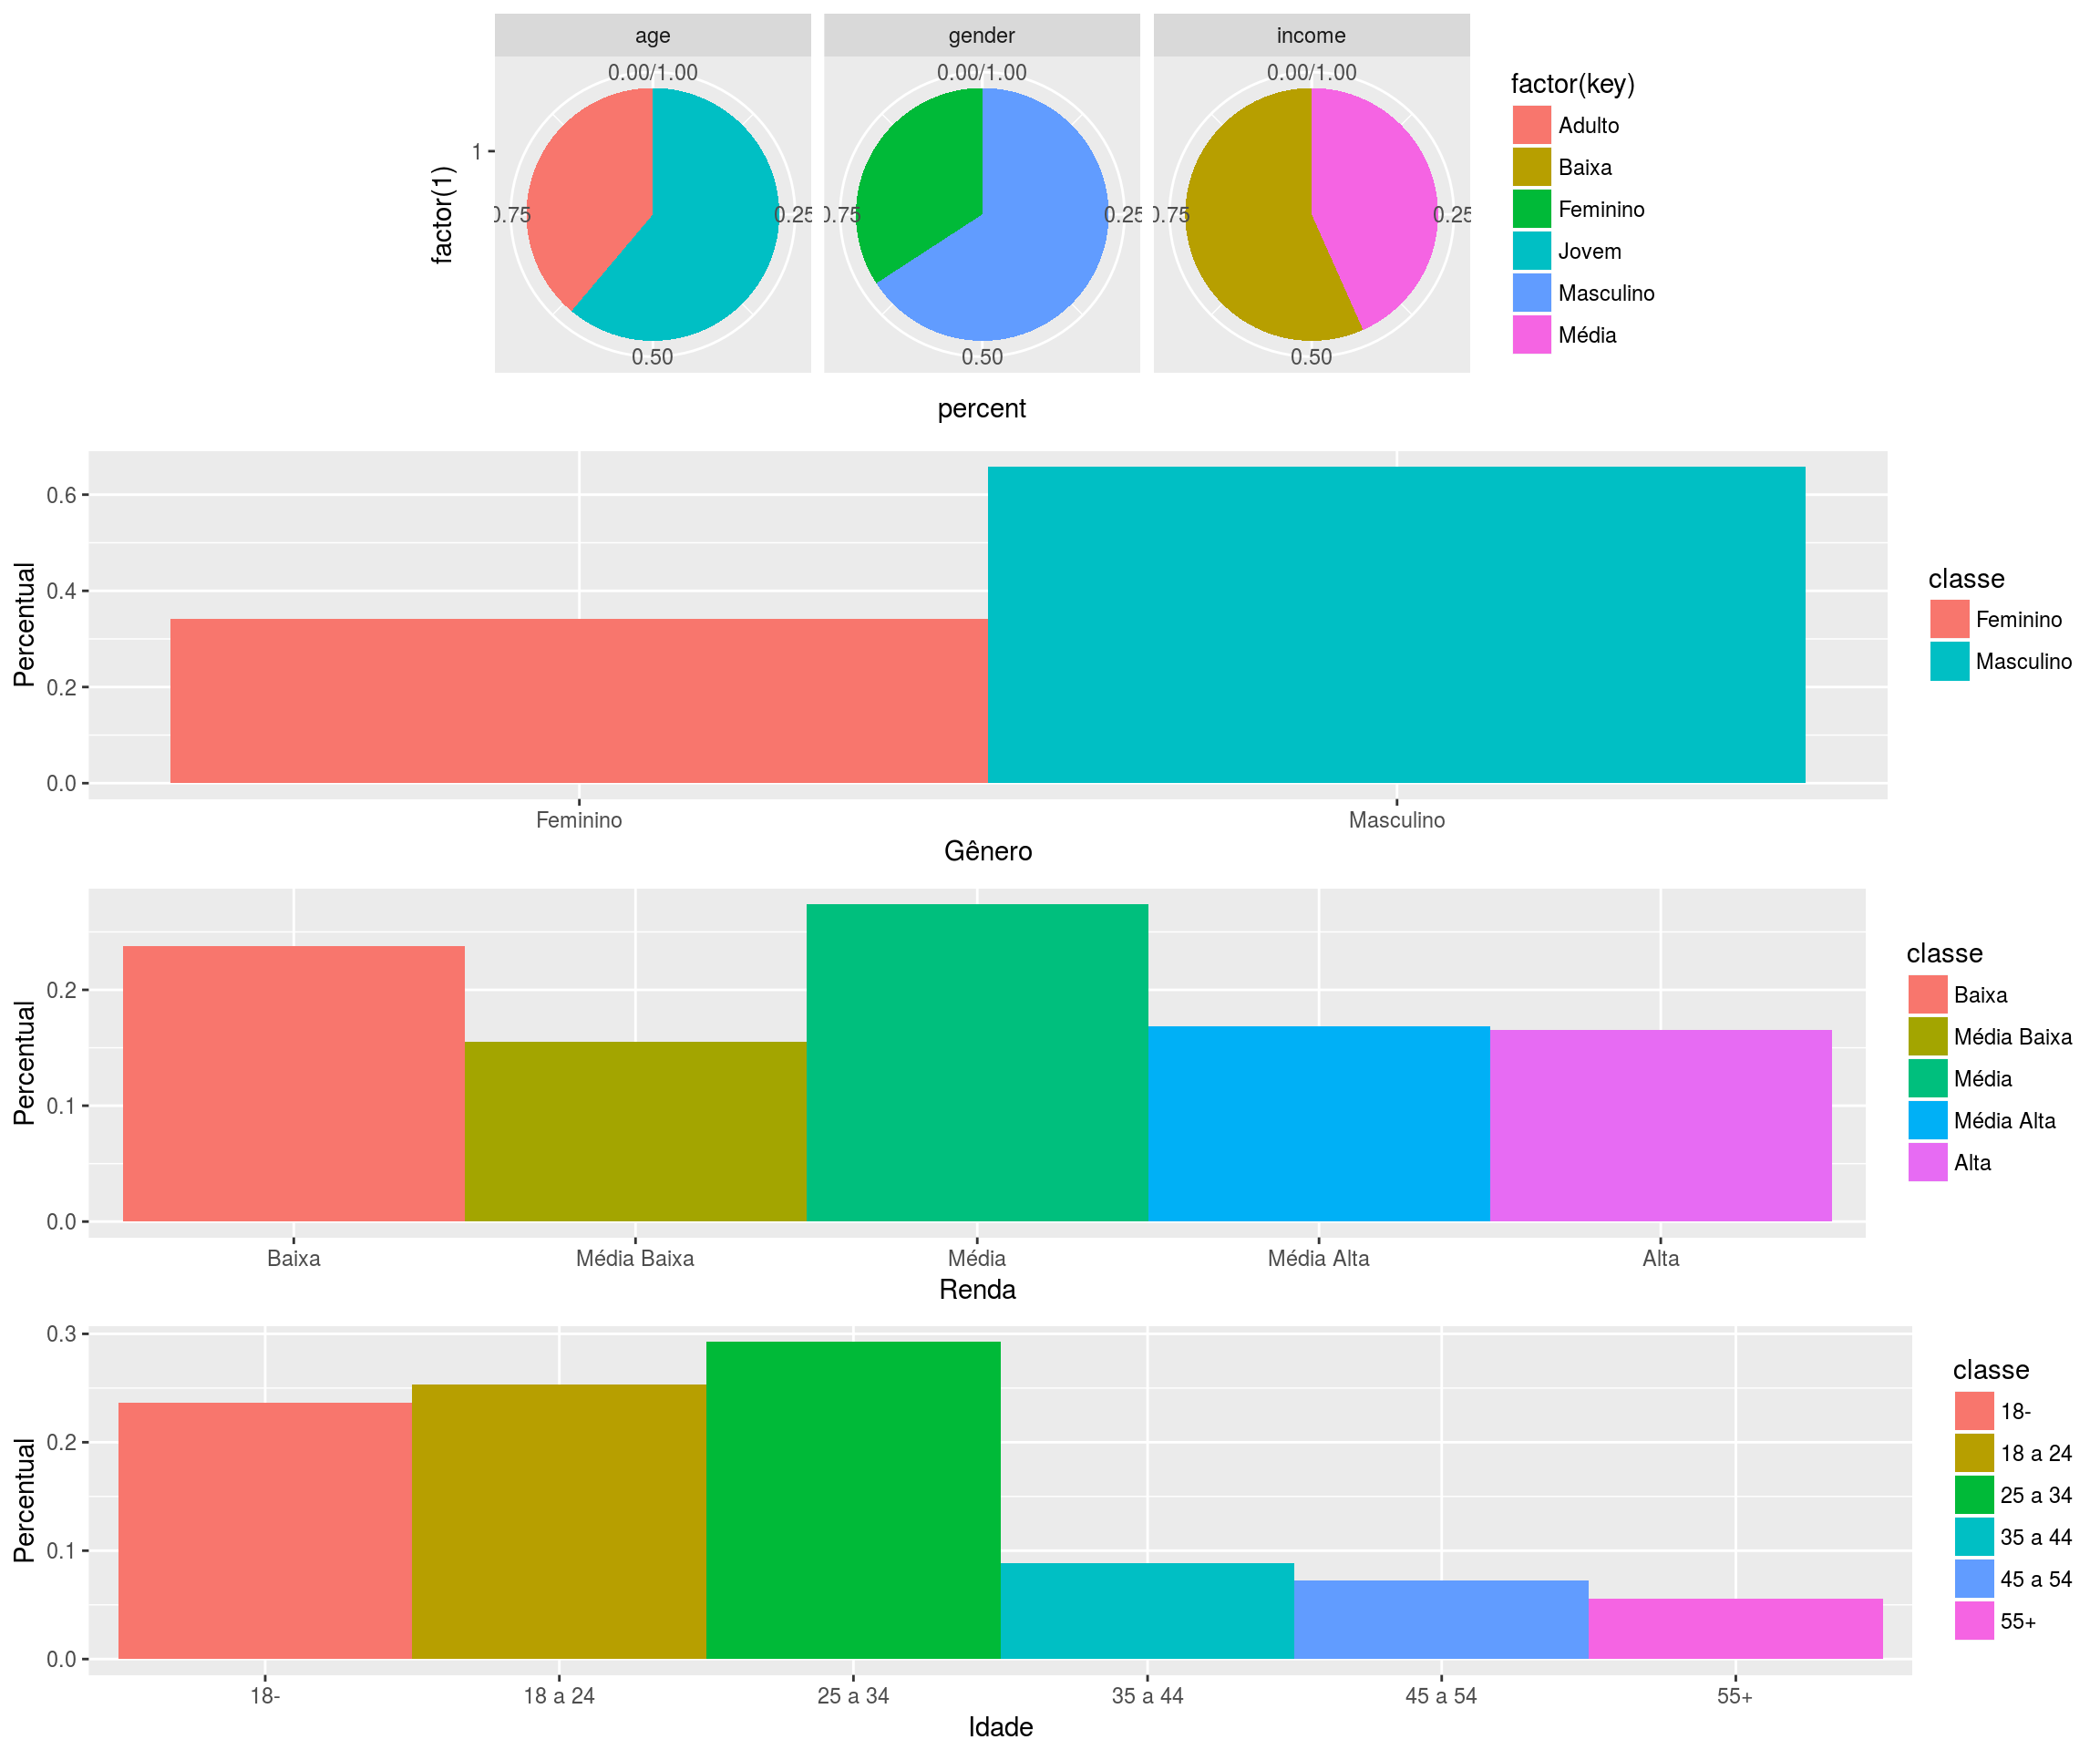 age gender income
0.00/1.00 0.00/1.00 0.00/1.00
factor(key)
Adulto
Baixa
Feminino
Jovem
Masculino
Média
factor(1)
1
0.75 0.25 0.75 0.25 0.75 0.25
0.50 0.50 0.50
percent
Percentual
0.6
0.4
0.2
0.0
Feminino Masculino
Gênero
classe
Feminino
Masculino
Percentual
0.2
0.1
0.0
Baixa Média Baixa Média Média Alta Alta
Renda
classe
Baixa
Média Baixa
Média
Média Alta
Alta
Percentual
0.3
0.2
0.1
0.0
18- 18 a 24 25 a 34 35 a 44 45 a 54 55+
Idade
classe
18-
18 a 24
25 a 34
35 a 44
45 a 54
55+